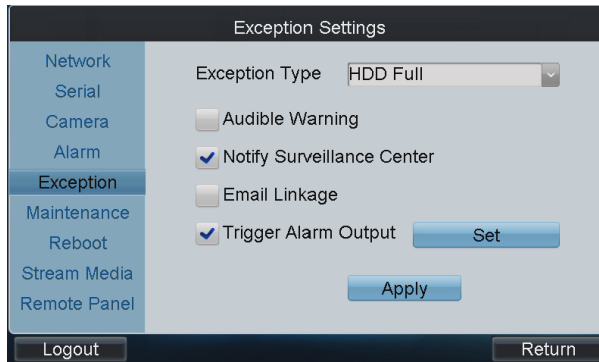 Exception Settings
Network
Serial
Camera
Alarm
Exception
Maintenance
Reboot
Stream Media
Remote Panel
Exception Type HDD Full
Audible Warning
Notify Surveillance Center
Email Linkage
Trigger Alarm Output Set
Apply
Logout Return